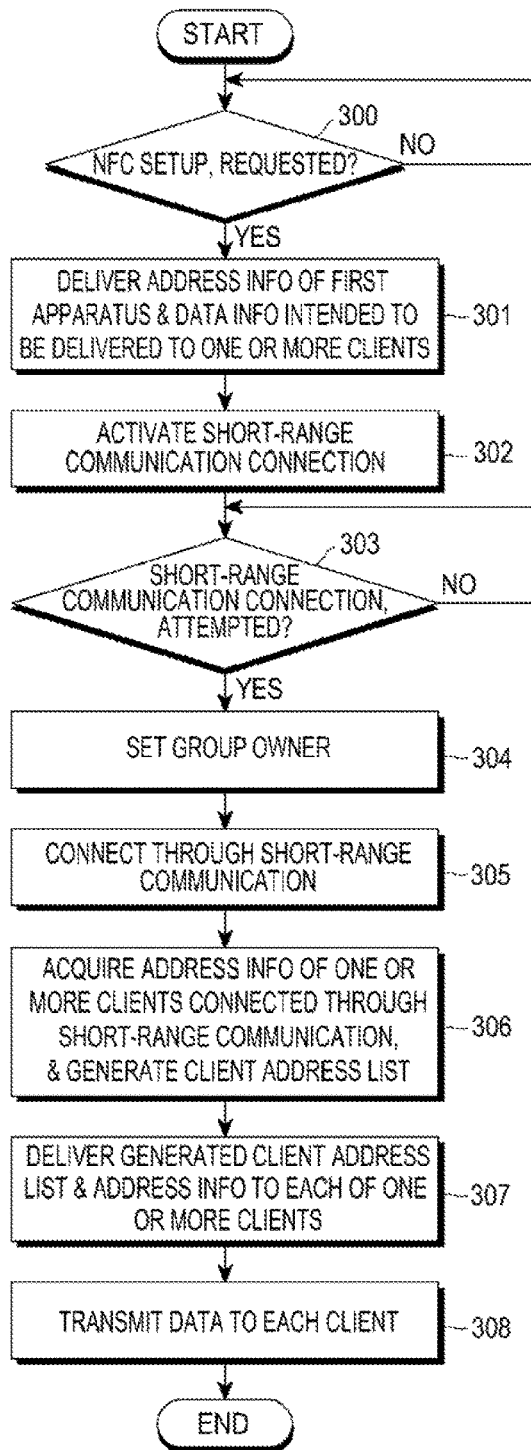 START
300
NFC SETUP, REQUESTED?
NO
YES
DELIVER ADDRESS INFO OF FIRST
APPARATUS & DATA INFO INTENDED TO
BE DELIVERED TO ONE OR MORE CLIENTS
301
ACTIVATE SHORT-RANGE
COMMUNICATION CONNECTION
302
303
SHORT-RANGE
COMMUNICATION CONNECTION,
ATTEMPTED?
NO
YES
SET GROUP OWNER
304
CONNECT THROUGH SHORT-RANGE
COMMUNICATION
305
ACQUIRE ADDRESS INFO OF ONE OR
MORE CLIENTS CONNECTED THROUGH
SHORT-RANGE COMMUNICATION,
& GENERATE CLIENT ADDRESS LIST
306
DELIVER GENERATED CLIENT ADDRESS
LIST & ADDRESS INFO TO EACH OF ONE
OR MORE CLIENTS
307
TRANSMIT DATA TO EACH CLIENT
308
END